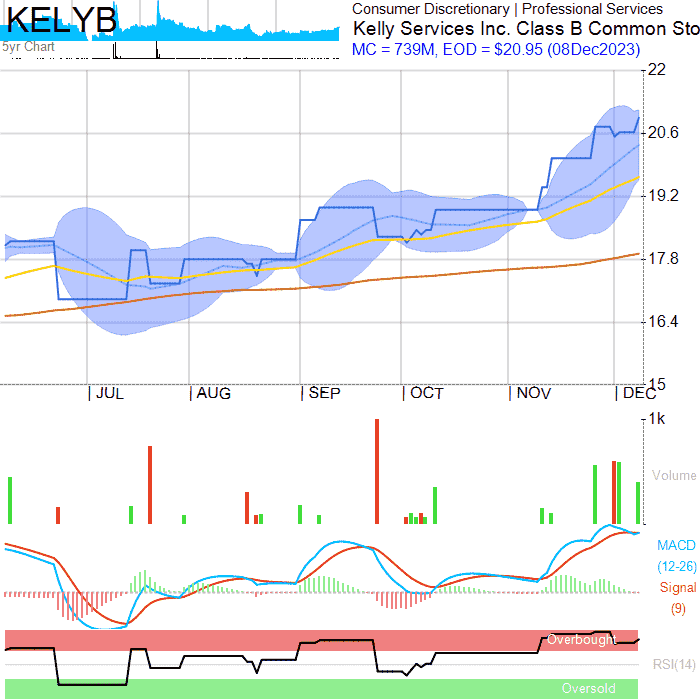 KELYB
5yr Chart
Consumer Discretionary | Professional Services
Kelly Services Inc. Class B Common Sto
MC = 739M, EOD = $20.95 (08Dec2023)
22
20.6
19.2
17.8
16.4
15
JUL AUG SEP OCT NOV DEC
1k
Volume
MACD
(12-26)
Signal
(9)
Overbought
RSI(14)
Oversold